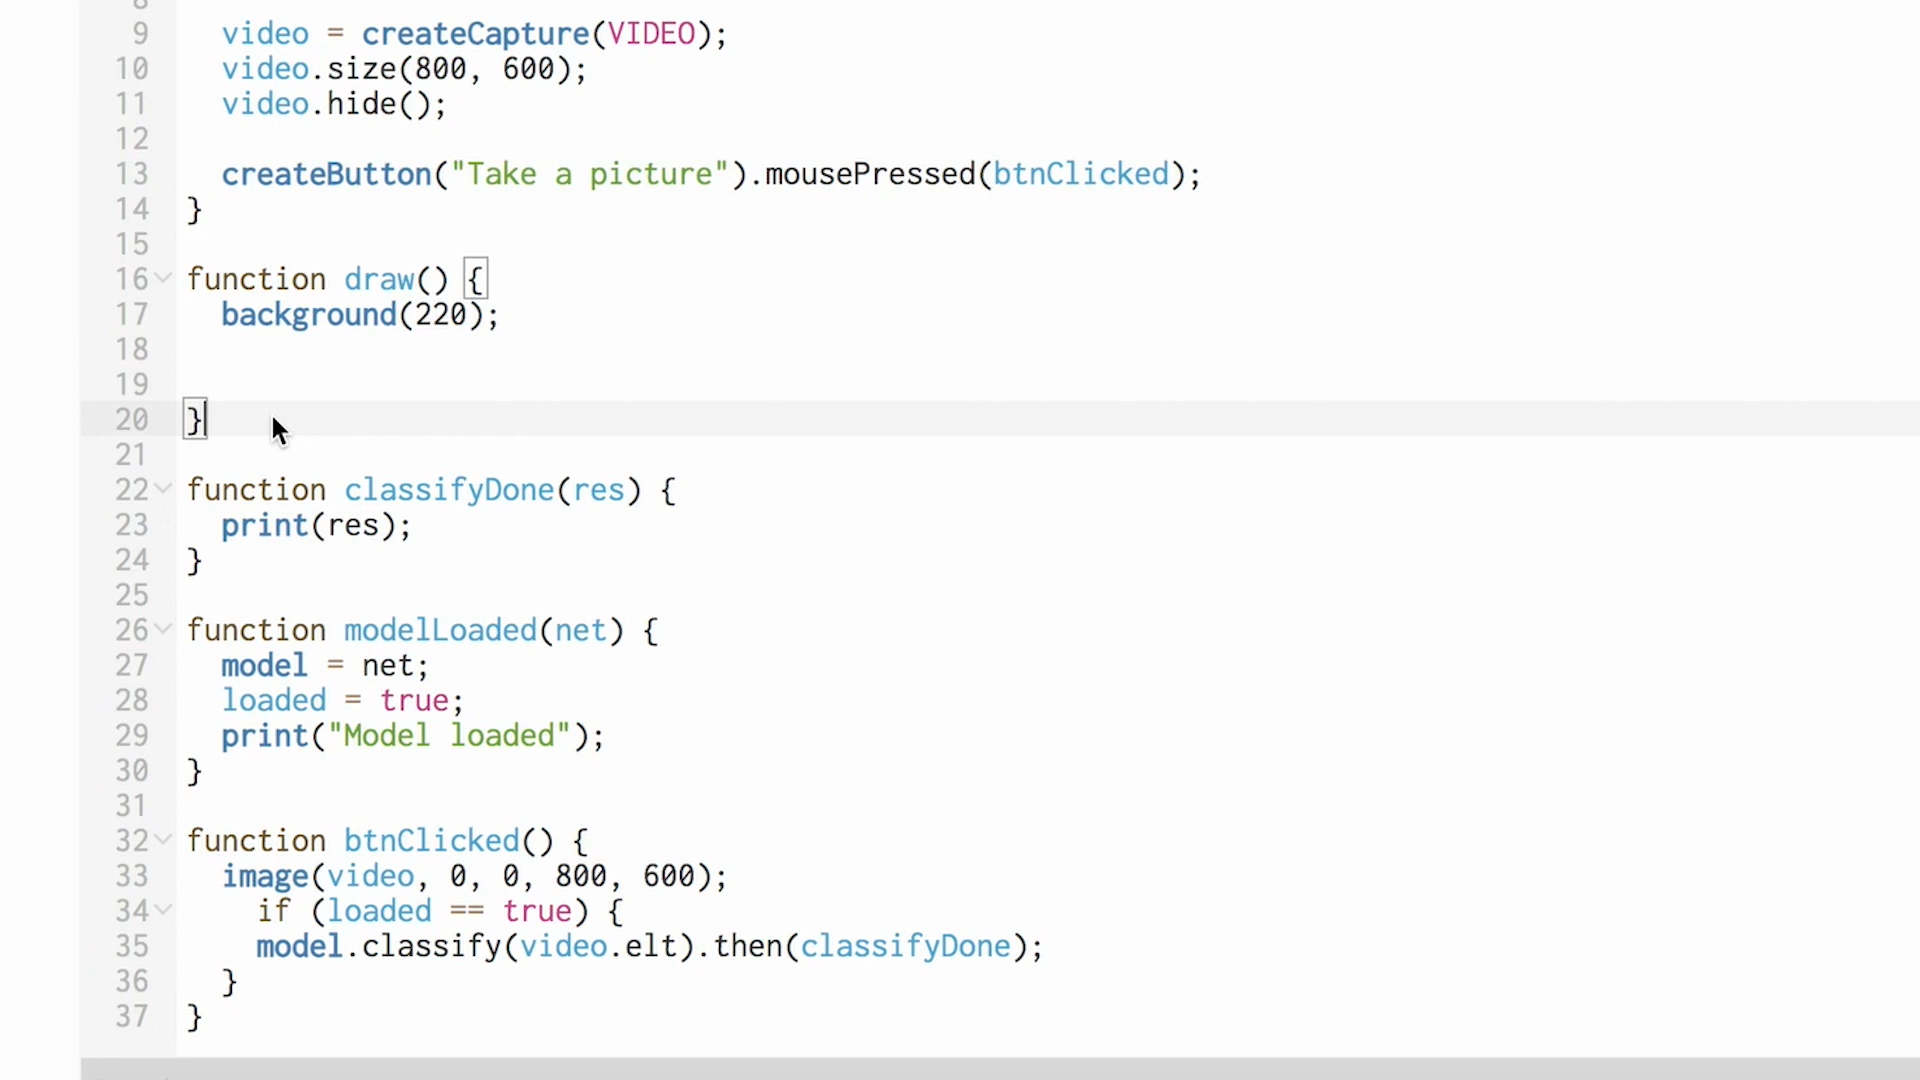 9 video = createCapture(VIDEO);
10 video.size(800, 600);
11 video.hide();
12
13 createButton("Take a picture").mousePressed(btnClicked);
14 }
15
16 function draw() {
17 background(220);
18
19
20 }
21
22 function classifyDone(res) {
23 print(res);
24 }
25
26 function modelLoaded(net) {
27 model = net;
28 loaded = true;
29 print("Model loaded");
30 }
31
32 function btnClicked() {
33 image(video, 0, 0, 800, 600);
34 if (loaded == true) {
35 model.classify(video.elt).then(classifyDone);
36 }
37 }